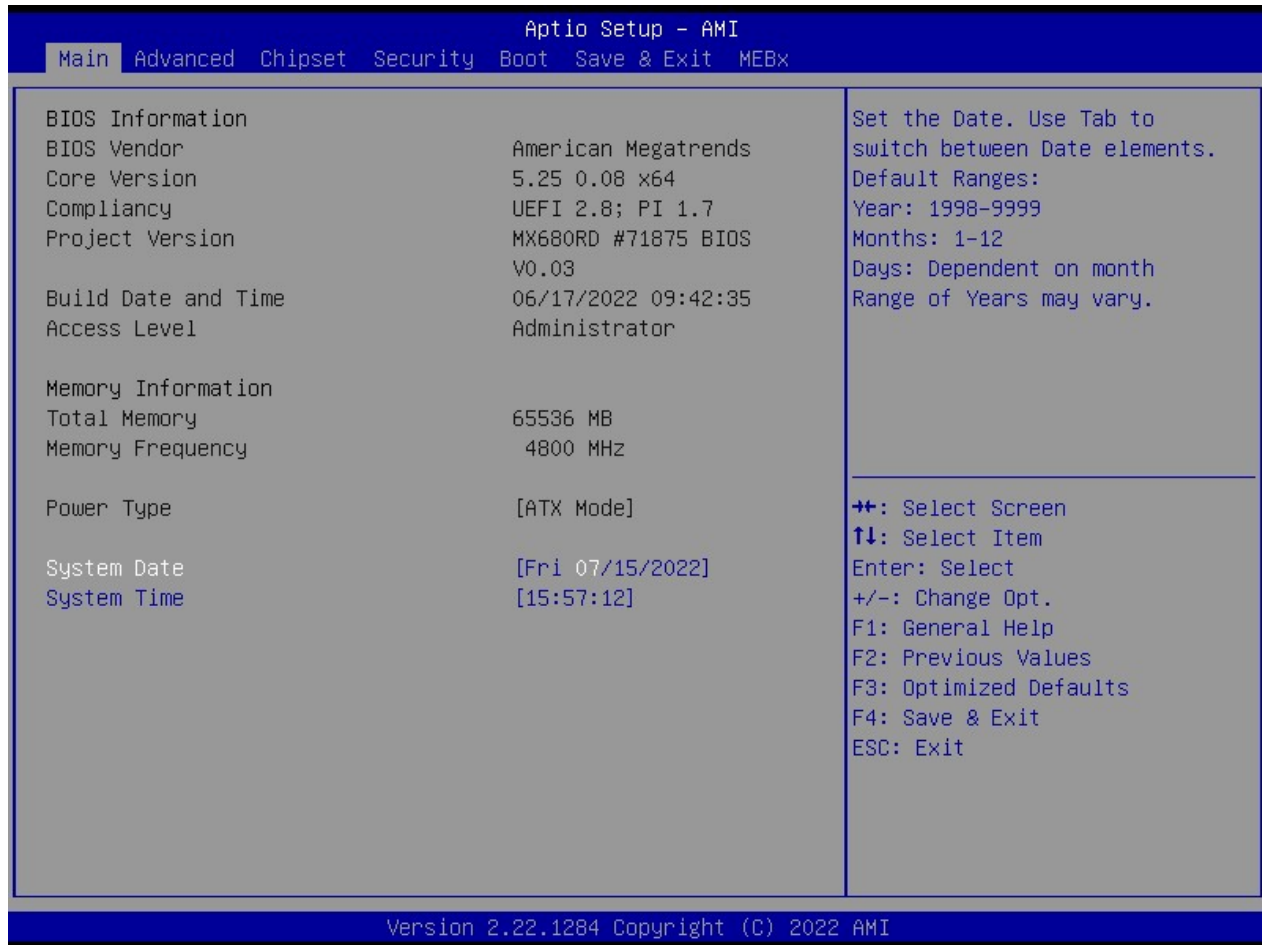 Aptio Setup – AMI
Main Advanced Chipset Security Boot Save & Exit MEBx
BIOS Information
BIOS Vendor American Megatrends
Core Version 5.25 0.08 x64
Compliancy UEFI 2.8; PI 1.7
Project Version MX680RD #71875 BIOS
V0.03
Build Date and Time 06/17/2022 09:42:35
Access Level Administrator
Memory Information
Total Memory 65536 MB
Memory Frequency 4800 MHz
Power Type [ATX Mode]
System Date [Fri 07/15/2022]
System Time [15:57:12]
Set the Date. Use Tab to
switch between Date elements.
Default Ranges:
Year: 1998-9999
Months: 1-12
Days: Dependent on month
Range of Years may vary.
→←: Select Screen
↑↓: Select Item
Enter: Select
+/-: Change Opt.
F1: General Help
F2: Previous Values
F3: Optimized Defaults
F4: Save & Exit
ESC: Exit
Version 2.22.1284 Copyright (C) 2022 AMI